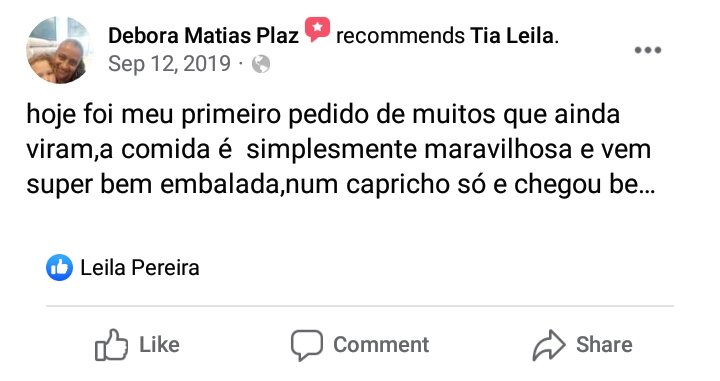 Debora Matias Plaz recommends Tia Leila.
Sep 12, 2019 ·
hoje foi meu primeiro pedido de muitos que ainda
viram,a comida é simplesmente maravilhosa e vem
super bem embalada,num capricho só e chegou be...
Leila Pereira
Like Comment Share